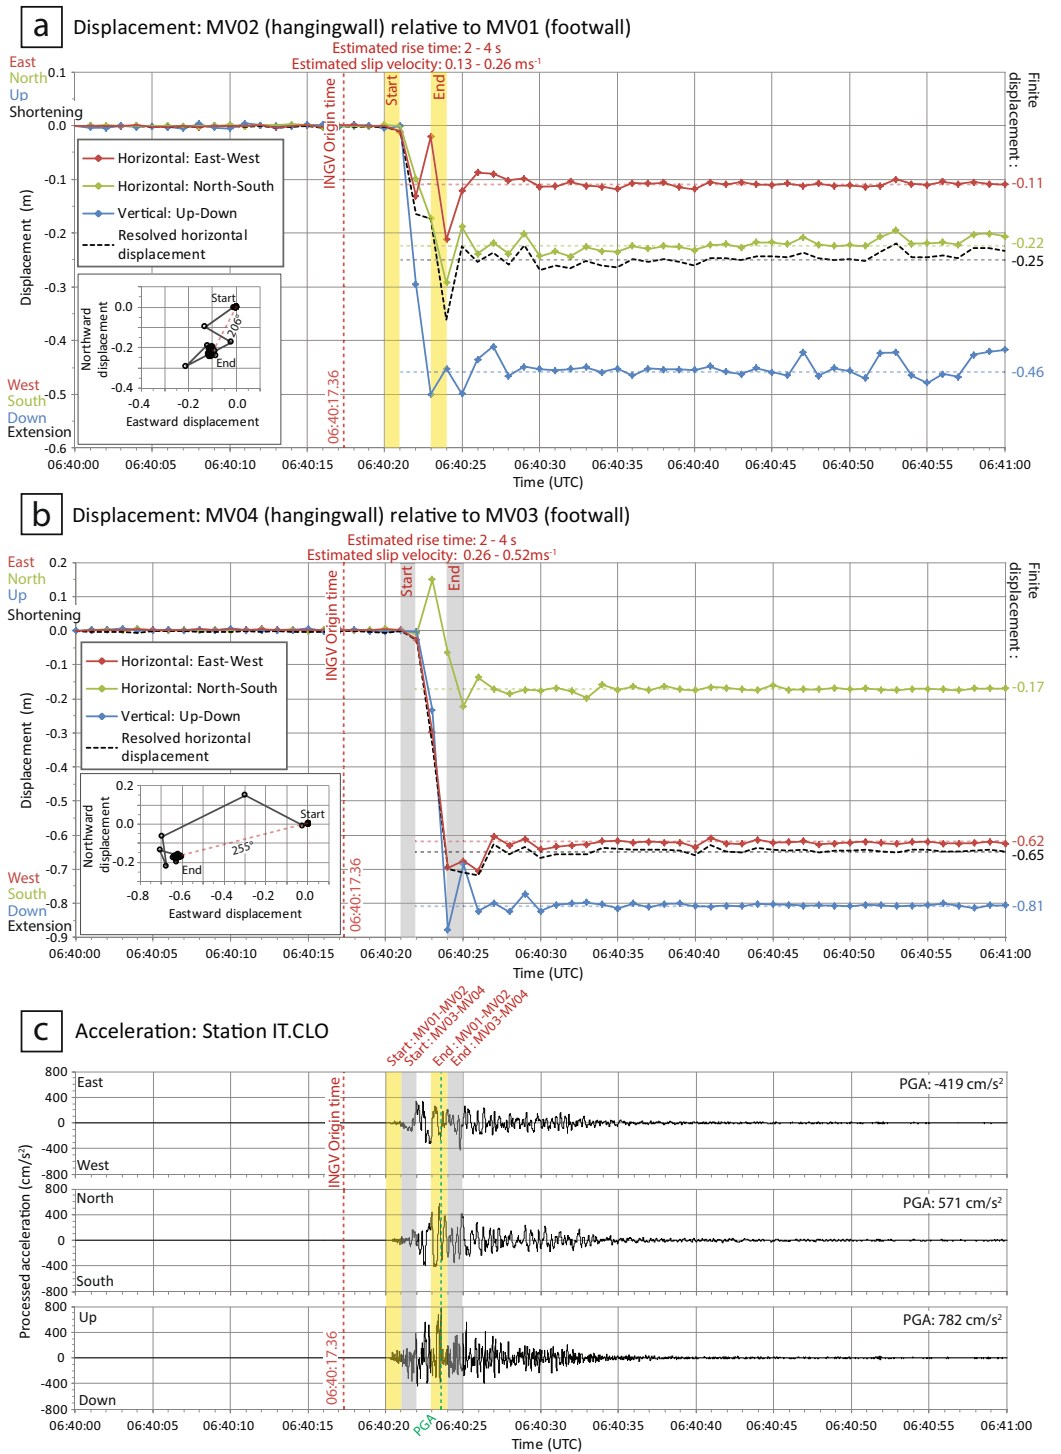 a Displacement: MV02 (hangingwall) relative to MV01 (footwall)
Estimated rise time: 2 - 4 s
Estimated slip velocity: 0.13 - 0.26 ms⁻¹
East
North
Up
Shortening
0.1
0.0
-0.1
-0.2
-0.3
-0.4
-0.5
-0.6
Displacement (m)
West
South
Down
Extension
INGV Origin time
06:40:17.36
Start
End
Finite displacement :
-0.11
-0.22
-0.25
-0.46
Horizontal: East-West
Horizontal: North-South
Vertical: Up-Down
Resolved horizontal
displacement
Northward
displacement
0.0
-0.2
-0.4
Start
206°
End
-0.4 -0.2 0.0
Eastward displacement
06:40:00 06:40:05 06:40:10 06:40:15 06:40:20 06:40:25 06:40:30 06:40:35 06:40:40 06:40:45 06:40:50 06:40:55 06:41:00
Time (UTC)
b Displacement: MV04 (hangingwall) relative to MV03 (footwall)
Estimated rise time: 2 - 4 s
Estimated slip velocity: 0.26 - 0.52ms⁻¹
East
North
Up
Shortening
0.2
0.1
0.0
-0.1
-0.2
-0.3
-0.4
-0.5
-0.6
-0.7
-0.8
-0.9
Displacement (m)
West
South
Down
Extension
INGV Origin time
06:40:17.36
Start
End
Finite displacement :
-0.17
-0.62
-0.65
-0.81
Horizontal: East-West
Horizontal: North-South
Vertical: Up-Down
Resolved horizontal
displacement
Northward
displacement
0.2
0.0
-0.2
Start
255°
End
-0.8 -0.6 -0.4 -0.2 0.0
Eastward displacement
06:40:00 06:40:05 06:40:10 06:40:15 06:40:20 06:40:25 06:40:30 06:40:35 06:40:40 06:40:45 06:40:50 06:40:55 06:41:00
Time (UTC)
c Acceleration: Station IT.CLO
Start : MV01-MV02
Start : MV03-MV04
End : MV01-MV02
End : MV03-MV04
Processed acceleration (cm/s²)
INGV Origin time
06:40:17.36
800
400
0
-400
-800
East
West
PGA: -419 cm/s²
800
400
0
-400
-800
North
South
PGA: 571 cm/s²
800
400
0
-400
-800
Up
Down
PGA: 782 cm/s²
PGA
06:40:00 06:40:05 06:40:10 06:40:15 06:40:20 06:40:25 06:40:30 06:40:35 06:40:40 06:40:45 06:40:50 06:40:55 06:41:00
Time (UTC)